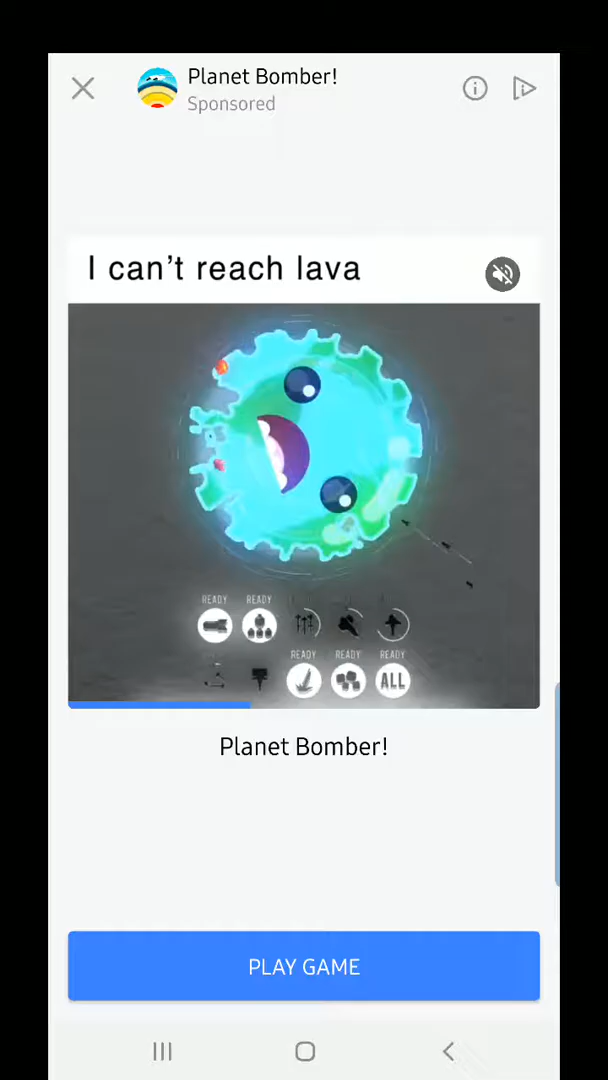 Planet Bomber!
Sponsored
I can't reach lava
READY READY
READY READY READY
ALL
Planet Bomber!
PLAY GAME